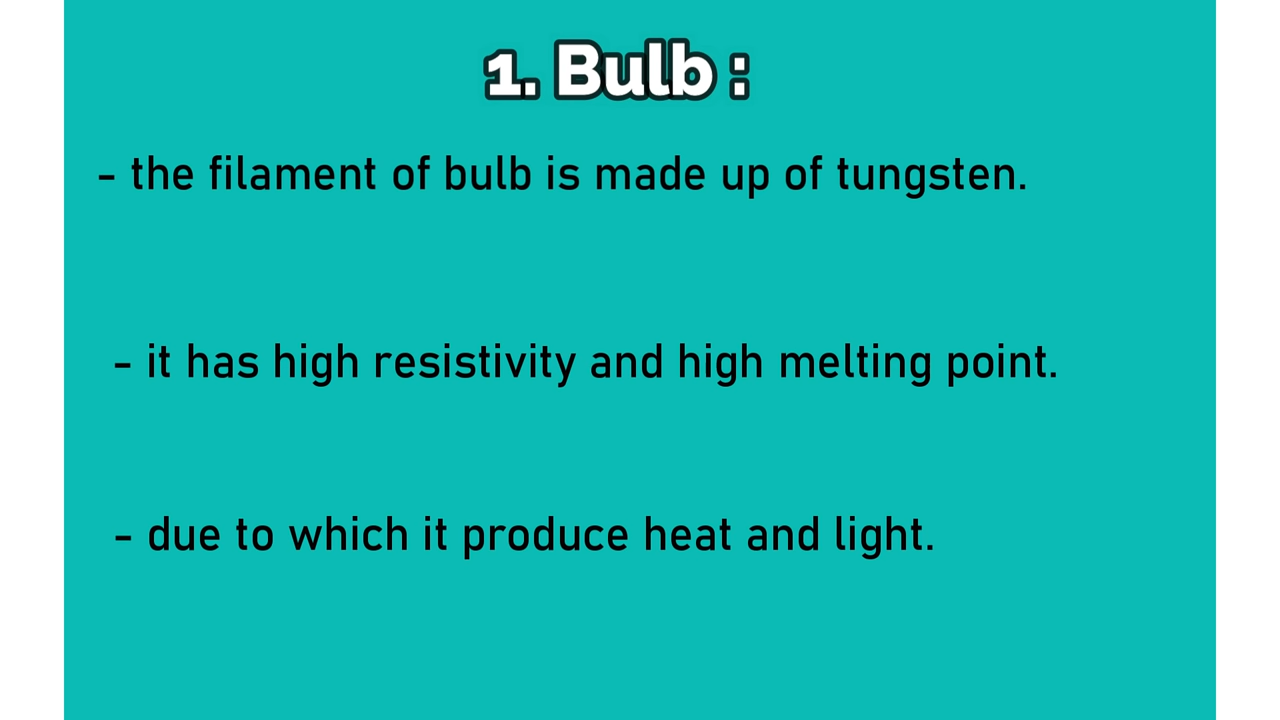 1. Bulb :
- the filament of bulb is made up of tungsten.
- it has high resistivity and high melting point.
- due to which it produce heat and light.